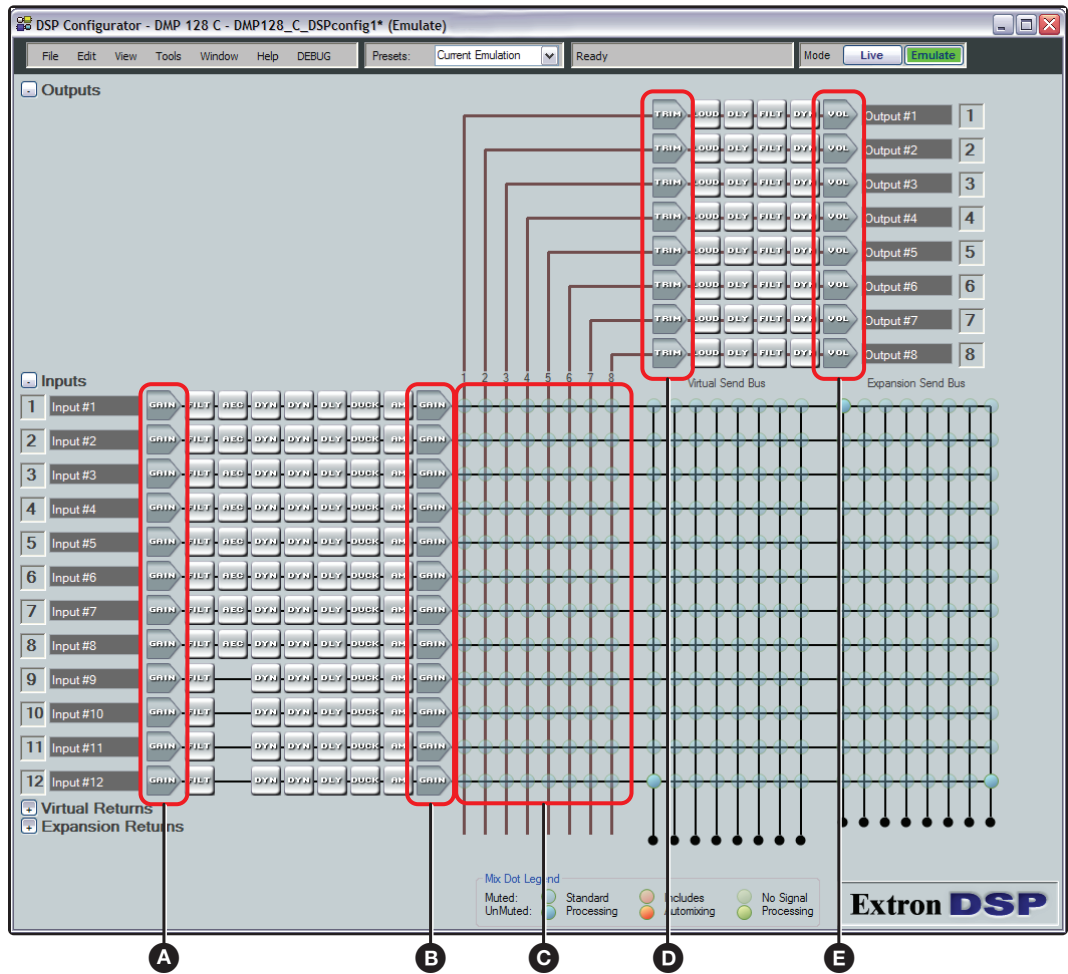 DSP Configurator - DMP 128 C - DMP128_C_DSPconfig1* (Emulate)
File Edit View Tools Window Help DEBUG Presets: Current Emulation Ready Mode Live Emulate
- Outputs
TRIM LOUD DLY FILT DYN VOL Output #1 1
TRIM LOUD DLY FILT DYN VOL Output #2 2
TRIM LOUD DLY FILT DYN VOL Output #3 3
TRIM LOUD DLY FILT DYN VOL Output #4 4
TRIM LOUD DLY FILT DYN VOL Output #5 5
TRIM LOUD DLY FILT DYN VOL Output #6 6
TRIM LOUD DLY FILT DYN VOL Output #7 7
TRIM LOUD DLY FILT DYN VOL Output #8 8
- Inputs 1 2 3 4 5 6 7 8 Virtual Send Bus Expansion Send Bus
1 Input #1 GAIN FILT AEC DYN DYN DLY DUCK AM GAIN
2 Input #2 GAIN FILT AEC DYN DYN DLY DUCK AM GAIN
3 Input #3 GAIN FILT AEC DYN DYN DLY DUCK AM GAIN
4 Input #4 GAIN FILT AEC DYN DYN DLY DUCK AM GAIN
5 Input #5 GAIN FILT AEC DYN DYN DLY DUCK AM GAIN
6 Input #6 GAIN FILT AEC DYN DYN DLY DUCK AM GAIN
7 Input #7 GAIN FILT AEC DYN DYN DLY DUCK AM GAIN
8 Input #8 GAIN FILT AEC DYN DYN DLY DUCK AM GAIN
9 Input #9 GAIN FILT DYN DYN DLY DUCK AM GAIN
10 Input #10 GAIN FILT DYN DYN DLY DUCK AM GAIN
11 Input #11 GAIN FILT DYN DYN DLY DUCK AM GAIN
12 Input #12 GAIN FILT DYN DYN DLY DUCK AM GAIN
+ Virtual Returns
+ Expansion Returns
Mix Dot Legend
Muted: Standard Includes No Signal
UnMuted: Processing Automixing Processing
Extron DSP
A B C D E